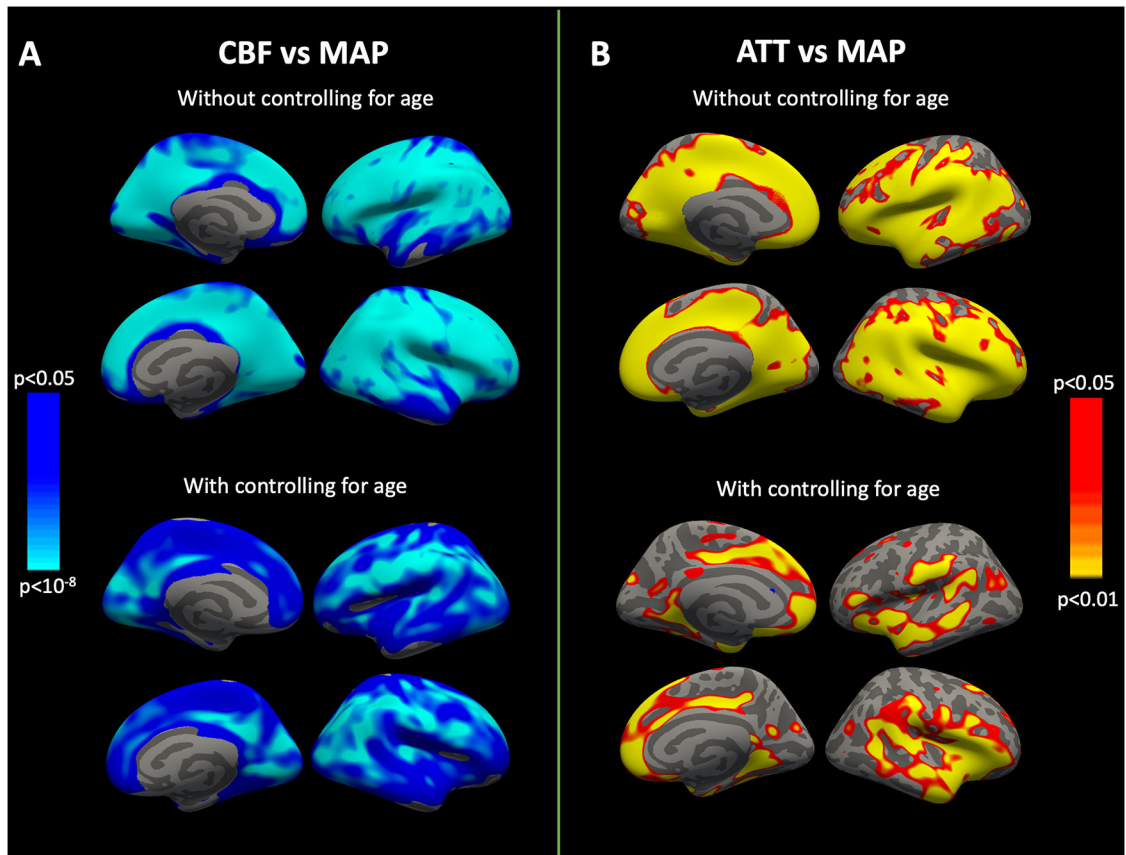 A
CBF vs MAP
Without controlling for age
p<0.05
With controlling for age
p<10-8
B
ATT vs MAP
Without controlling for age
p<0.05
With controlling for age
p<0.01